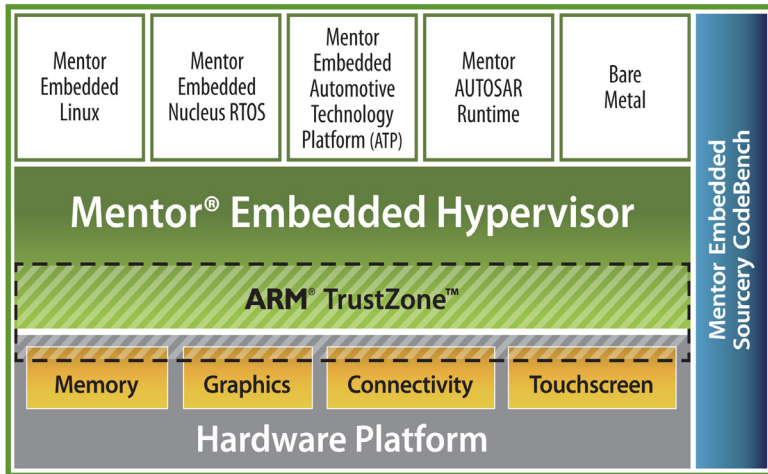 Mentor
Embedded
Linux
Mentor
Embedded
Nucleus RTOS
Mentor
Embedded
Automotive
Technology
Platform (ATP)
Mentor
AUTOSAR
Runtime
Bare
Metal
Mentor® Embedded Hypervisor
ARM® TrustZone™
Memory
Graphics
Connectivity
Touchscreen
Hardware Platform
Mentor Embedded
Sourcery CodeBench